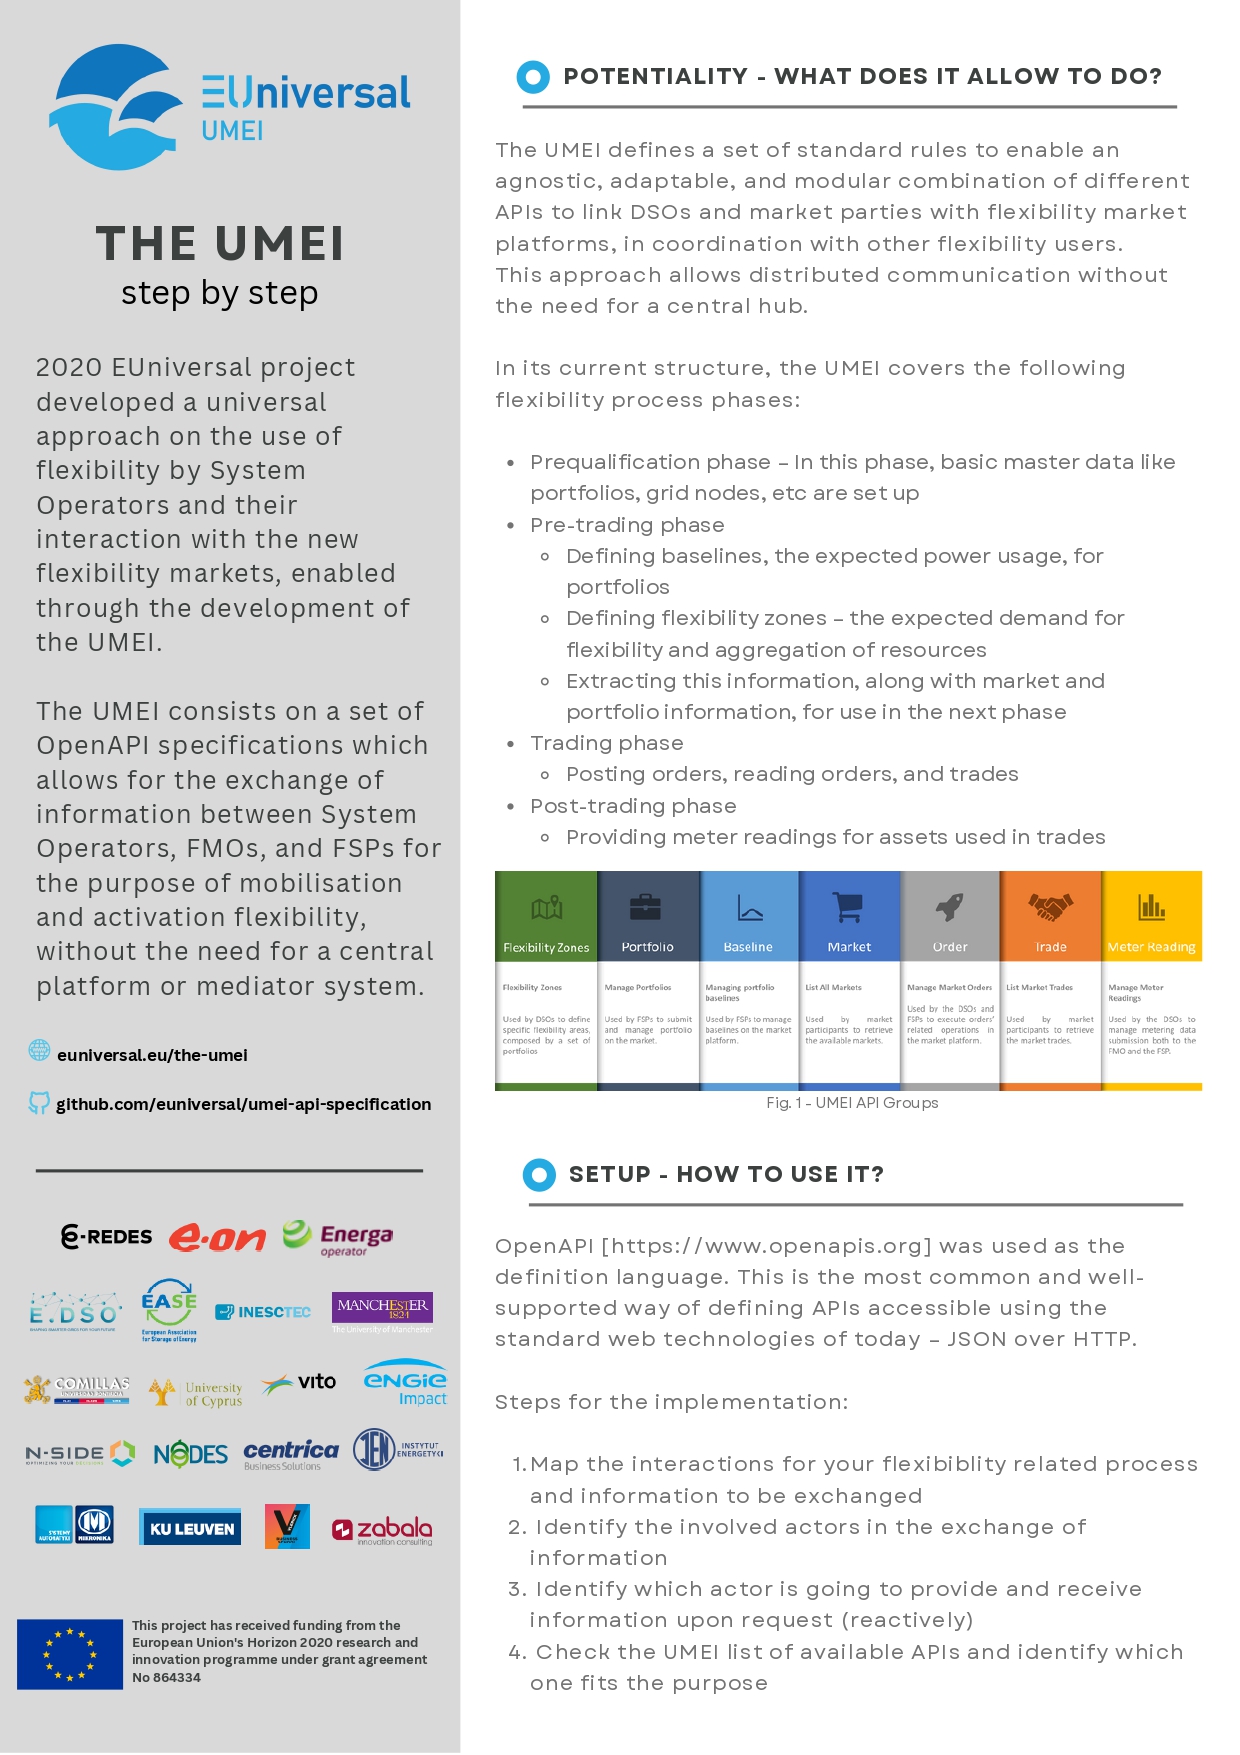 EUniversal
UMEI
THE UMEI
step by step
2020 EUniversal project
developed a universal
approach on the use of
flexibility by System
Operators and their
interaction with the new
flexibility markets, enabled
through the development of
the UMEI.
The UMEI consists on a set of
OpenAPI specifications which
allows for the exchange of
information between System
Operators, FMOs, and FSPs for
the purpose of mobilisation
and activation flexibility,
without the need for a central
platform or mediator system.
euniversal.eu/the-umei
github.com/euniversal/umei-api-specification
E-REDES
e.on
Energa
operator
E.DSO
EASE
European Association
for Storage of Energy
INESCTEC
MANCHESTER
1824
The University of Manchester
COMILLAS
University
of Cyprus
vito
ENGIE
Impact
N-SIDE
OPTIMIZING YOUR DECISIONS
NODES
centrica
Business Solutions
IEN
INSTYTUT
ENERGETYKI
SYSTEMY
AUTOMATYKI
MIKRONIKA
KU LEUVEN
V
zabala
innovation consulting
This project has received funding from the
European Union's Horizon 2020 research and
innovation programme under grant agreement
No 864334
POTENTIALITY - WHAT DOES IT ALLOW TO DO?
The UMEI defines a set of standard rules to enable an
agnostic, adaptable, and modular combination of different
APIs to link DSOs and market parties with flexibility market
platforms, in coordination with other flexibility users.
This approach allows distributed communication without
the need for a central hub.
In its current structure, the UMEI covers the following
flexibility process phases:
• Prequalification phase – In this phase, basic master data like
portfolios, grid nodes, etc are set up
• Pre-trading phase
◦ Defining baselines, the expected power usage, for
portfolios
◦ Defining flexibility zones – the expected demand for
flexibility and aggregation of resources
◦ Extracting this information, along with market and
portfolio information, for use in the next phase
• Trading phase
◦ Posting orders, reading orders, and trades
• Post-trading phase
◦ Providing meter readings for assets used in trades
Flexibility Zones
Flexibility Zones
Used by DSOs to define
specific flexibility areas,
composed by a set of
portfolios
Portfolio
Manage Portfolios
Used by FSPs to submit
and manage portfolio
on the market.
Baseline
Managing portfolio
baselines
Used by FSPs to manage
baselines on the market
platform.
Market
List All Markets
Used by market
participants to retrieve
the available markets.
Order
Manage Market Orders
Used by the DSOs and
FSPs to execute orders'
related operations in
the market platform.
Trade
List Market Trades
Used by market
participants to retrieve
the market trades.
Meter Reading
Manage Meter
Readings
Used by the DSOs to
manage metering data
submission both to the
FMO and the FSP.
Fig. 1 - UMEI API Groups
SETUP - HOW TO USE IT?
OpenAPI [https://www.openapis.org] was used as the
definition language. This is the most common and well-
supported way of defining APIs accessible using the
standard web technologies of today – JSON over HTTP.
Steps for the implementation:
1. Map the interactions for your flexibiblity related process
and information to be exchanged
2. Identify the involved actors in the exchange of
information
3. Identify which actor is going to provide and receive
information upon request (reactively)
4. Check the UMEI list of available APIs and identify which
one fits the purpose